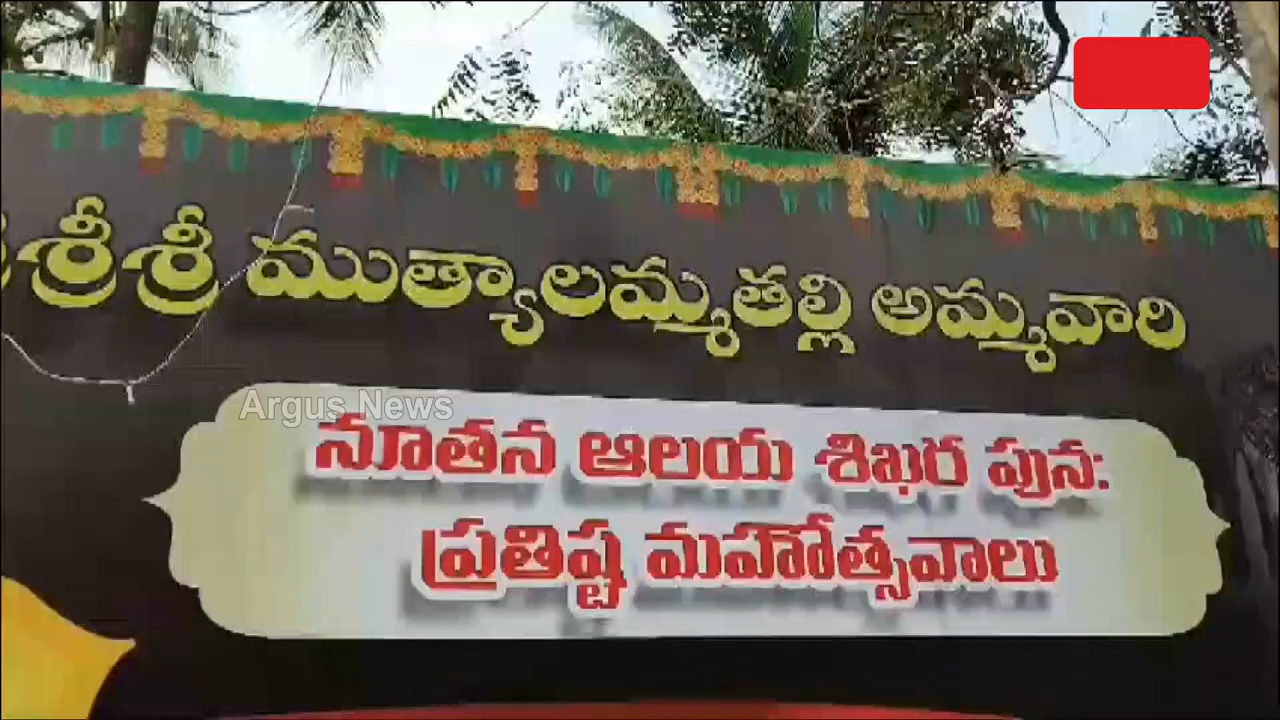 శ్రీశ్రీ ముత్యాలమ్మతల్లి అమ్మవారి
Argus News
నూతన ఆలయ శిఖర పున:
ప్రతిష్ట మహోత్సవాలు